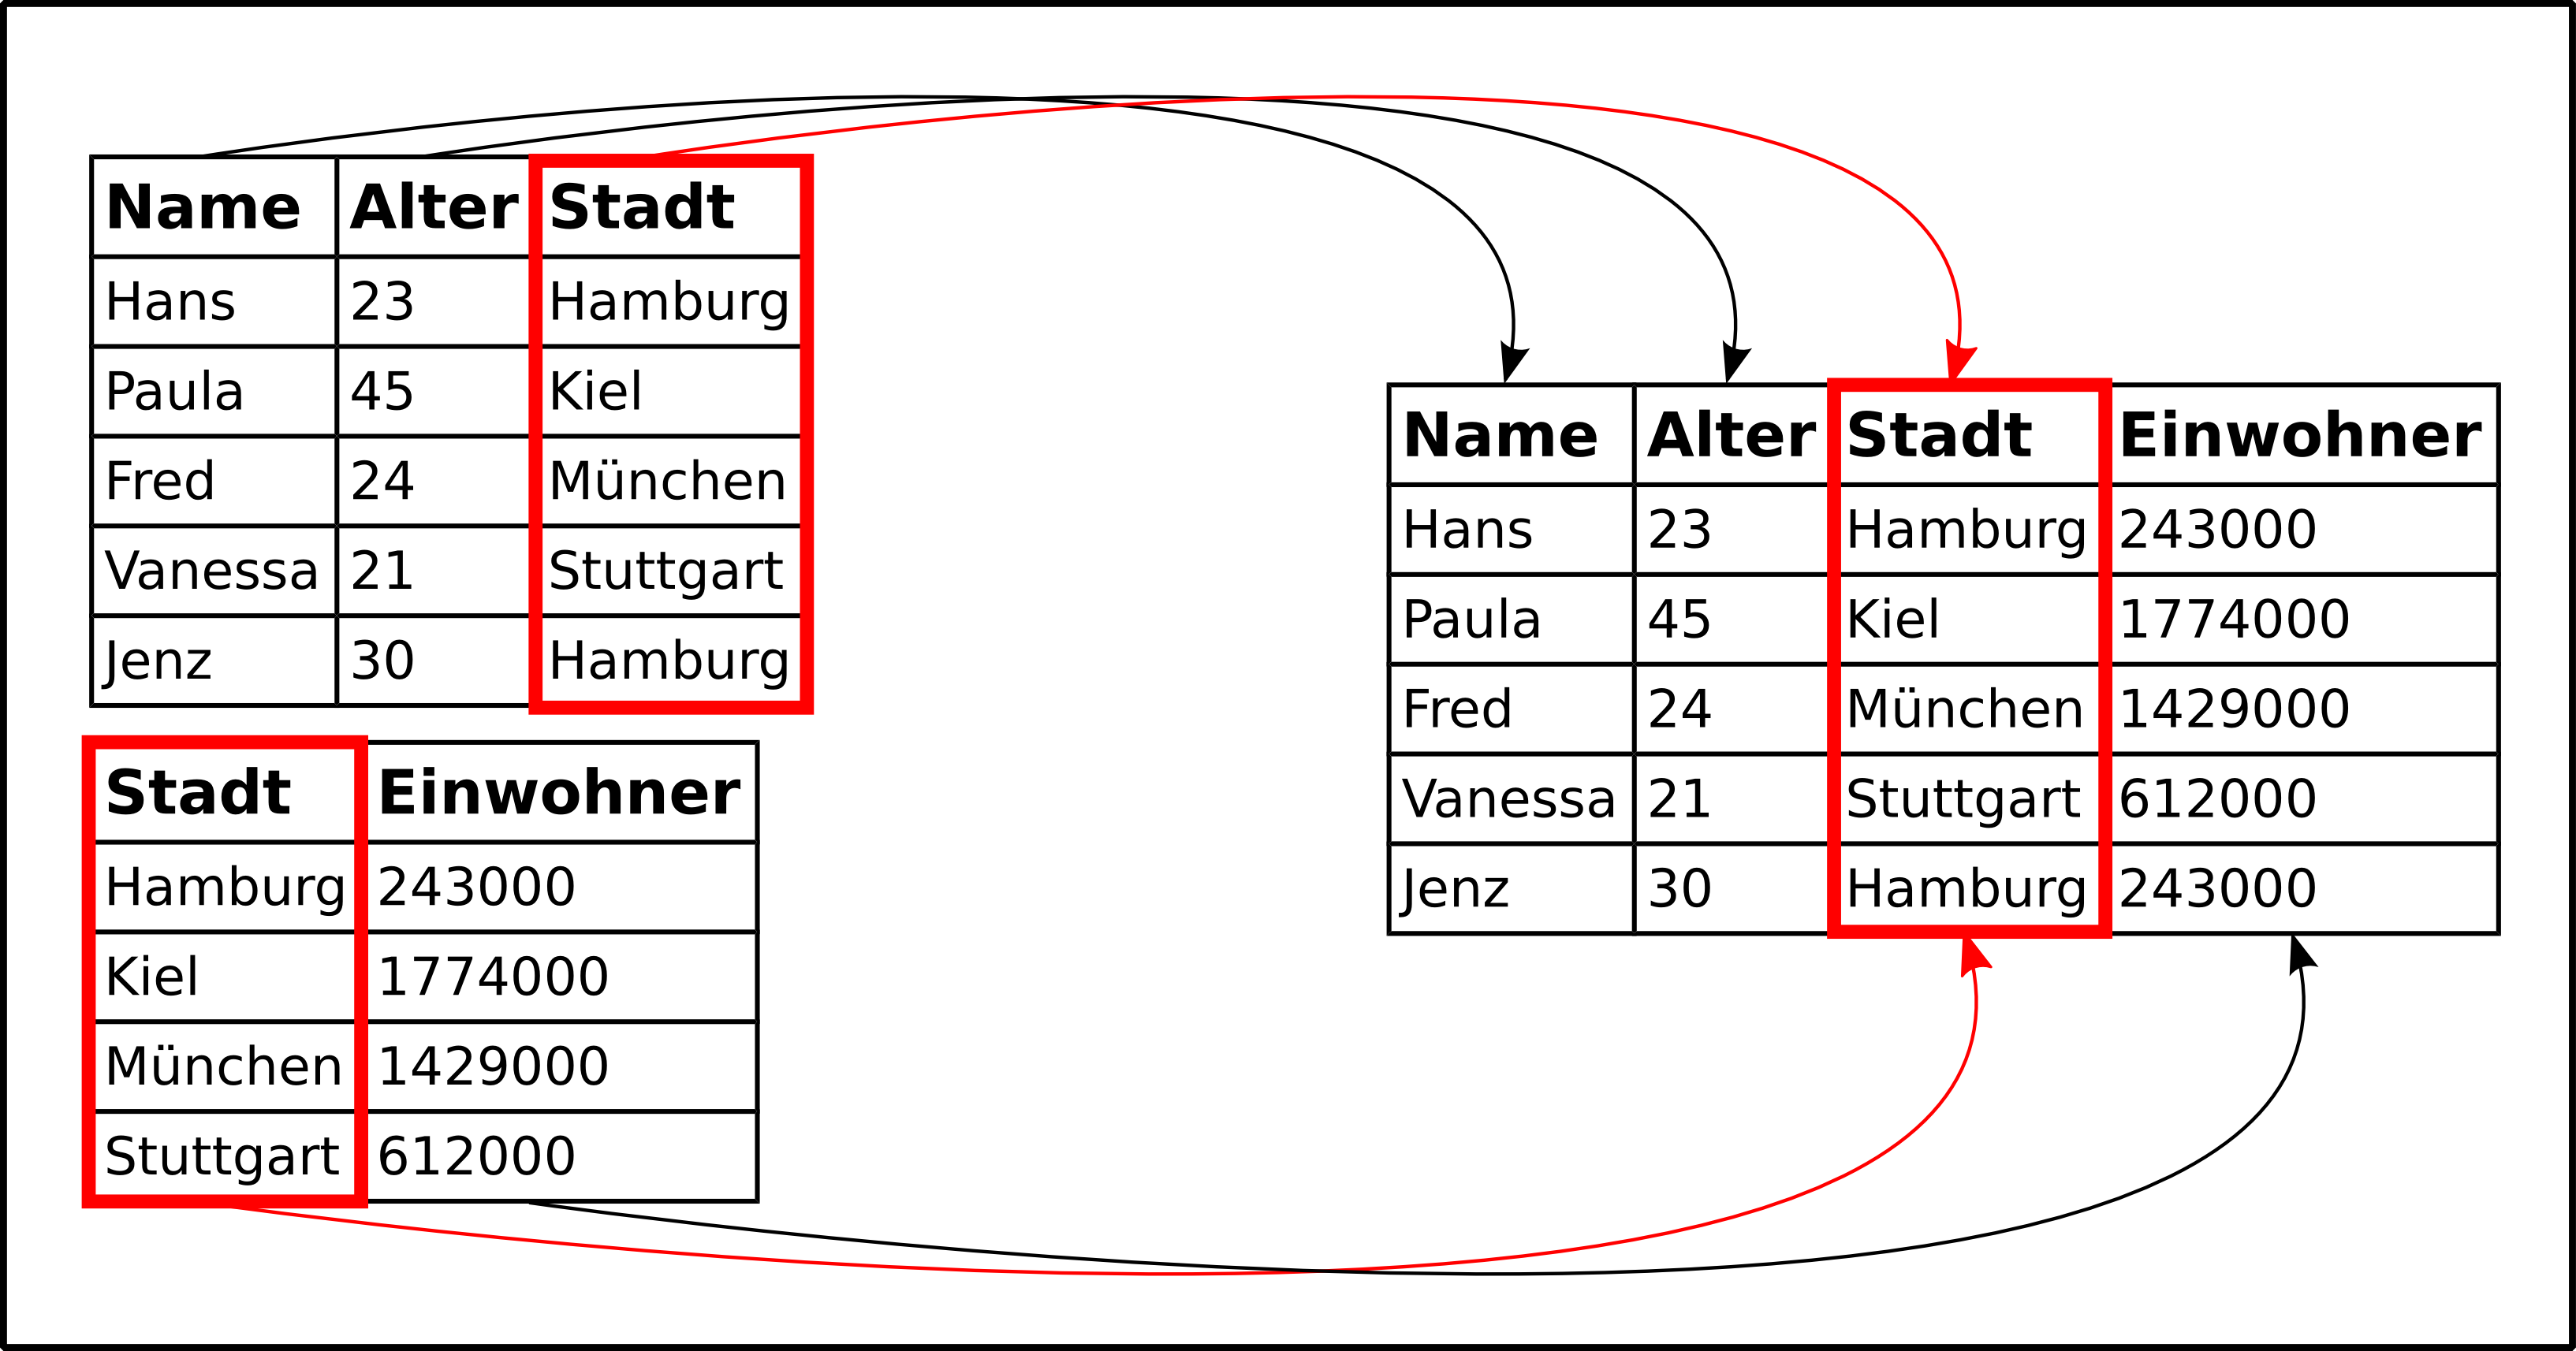 Name Alter Stadt
Hans 23 Hamburg
Paula 45 Kiel
Fred 24 München
Vanessa 21 Stuttgart
Jenz 30 Hamburg
Stadt Einwohner
Hamburg 243000
Kiel 1774000
München 1429000
Stuttgart 612000
Name Alter Stadt Einwohner
Hans 23 Hamburg 243000
Paula 45 Kiel 1774000
Fred 24 München 1429000
Vanessa 21 Stuttgart 612000
Jenz 30 Hamburg 243000